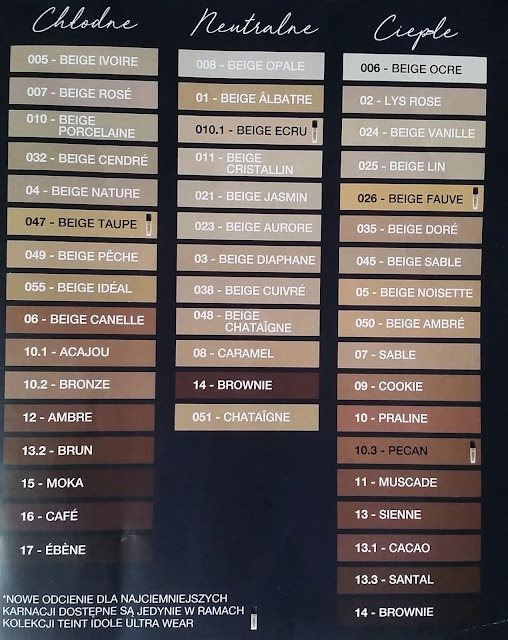 Chłodne
005 - BEIGE IVOIRE
007 - BEIGE ROSÉ
010 - BEIGE
PORCELAINE
032 - BEIGE CENDRÉ
04 - BEIGE NATURE
047 - BEIGE TAUPE
049 - BEIGE PÊCHE
055 - BEIGE IDÉAL
06 - BEIGE CANELLE
10.1 - ACAJOU
10.2 - BRONZE
12 - AMBRE
13.2 - BRUN
15 - MOKA
16 - CAFÉ
17 - ÉBÈNE
Neutralne
008 - BEIGE OPALE
01 - BEIGE ÂLBATRE
010.1 - BEIGE ECRU
011 - BEIGE
CRISTALLIN
021 - BEIGE JASMIN
023 - BEIGE AURORE
03 - BEIGE DIAPHANE
038 - BEIGE CUIVRÉ
048 - BEIGE
CHATAÎGNE
08 - CARAMEL
14 - BROWNIE
051 - CHATAÎGNE
Ciepłe
006 - BEIGE OCRE
02 - LYS ROSE
024 - BEIGE VANILLE
025 - BEIGE LIN
026 - BEIGE FAUVE
035 - BEIGE DORÉ
045 - BEIGE SABLE
05 - BEIGE NOISETTE
050 - BEIGE AMBRÉ
07 - SABLE
09 - COOKIE
10 - PRALINE
10.3 - PECAN
11 - MUSCADE
13 - SIENNE
13.1 - CACAO
13.3 - SANTAL
14 - BROWNIE
*NOWE ODCIENIE DLA NAJCIEMNIEJSZYCH
KARNACJI DOSTĘPNE SĄ JEDYNIE W RAMACH
KOLEKCJI TEINT IDOLE ULTRA WEAR